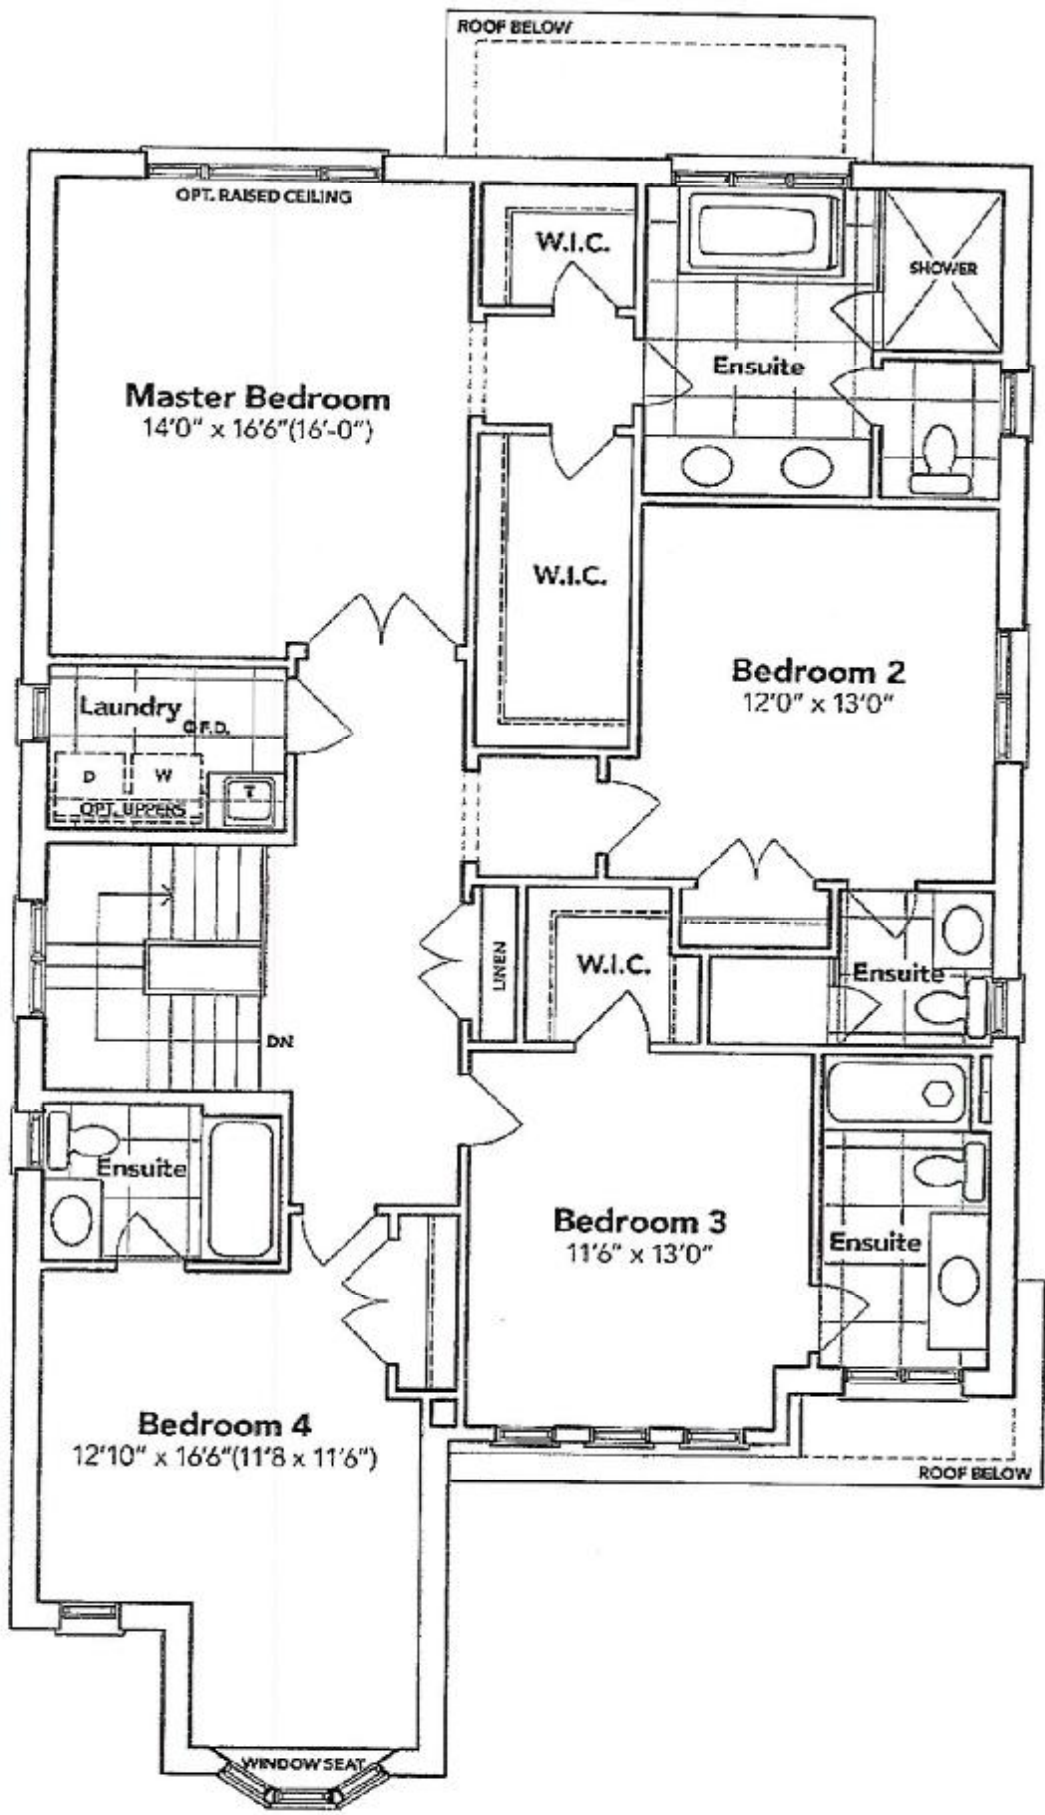 ROOF BELOW
OPT. RAISED CEILING
W.I.C.
SHOWER
Ensuite
Master Bedroom
14'0" x 16'6"(16'-0")
W.I.C.
Bedroom 2
12'0" x 13'0"
Laundry
F.D.
D
W
T
OPT. UPPERS
LINEN
W.I.C.
Ensuite
DN
Ensuite
Bedroom 3
11'6" x 13'0"
Ensuite
Bedroom 4
12'10" x 16'6"(11'8 x 11'6")
ROOF BELOW
WINDOW SEAT